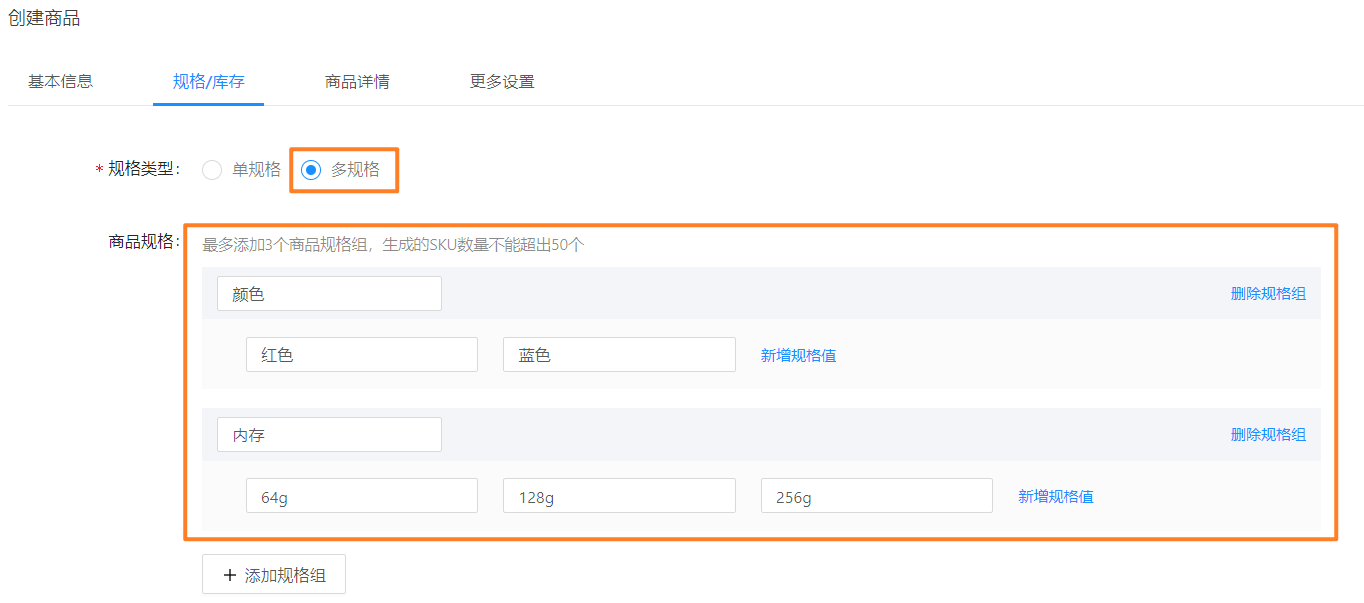 创建商品
基本信息 规格/库存 商品详情 更多设置
* 规格类型: 单规格 多规格
商品规格: 最多添加3个商品规格组，生成的SKU数量不能超出50个
颜色 删除规格组
红色 蓝色 新增规格值
内存 删除规格组
64g 128g 256g 新增规格值
+ 添加规格组